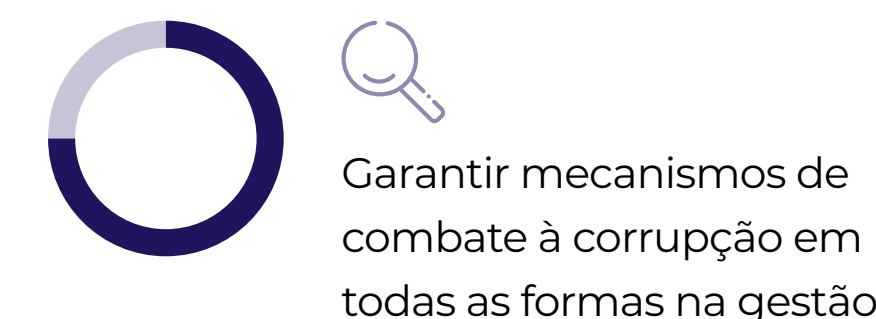 Garantir mecanismos de
combate à corrupção em
todas as formas na gestão